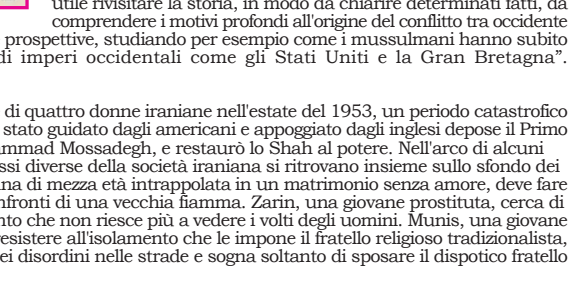 utile rivisitare la storia, in modo da chiarire determinati fatti, da
comprendere i motivi profondi all'origine del conflitto tra occidente
prospettive, studiando per esempio come i mussulmani hanno subito
di imperi occidentali come gli Stati Uniti e la Gran Bretagna”.
di quattro donne iraniane nell'estate del 1953, un periodo catastrofico
stato guidato dagli americani e appoggiato dagli inglesi depose il Primo
ammad Mossadegh, e restaurò lo Shah al potere. Nell'arco di alcuni
ssi diverse della società iraniana si ritrovano insieme sullo sfondo dei
na di mezza età intrappolata in un matrimonio senza amore, deve fare
nfronti di una vecchia fiamma. Zarin, una giovane prostituta, cerca di
nto che non riesce più a vedere i volti degli uomini. Munis, una giovane
resistere all'isolamento che le impone il fratello religioso tradizionalista,
ei disordini nelle strade e sogna soltanto di sposare il dispotico fratello